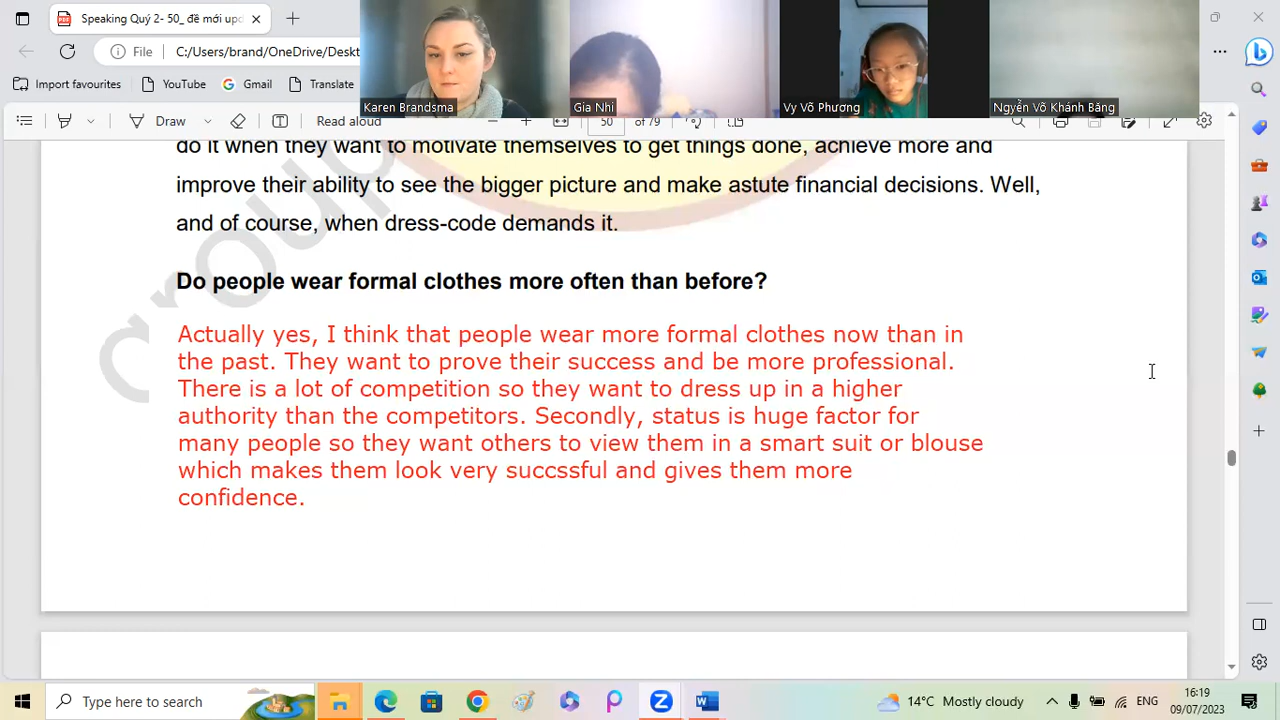 Speaking Quý 2- 50_ đề mới upd
File
C:/Users/brand/OneDrive/Deskt
Import favourites
YouTube
Gmail
Translate
Karen Brandsma
Gia Nhi
Vy Võ Phương
Nguyễn Võ Khánh Băng
Draw
Read aloud
50
of 79
do it when they want to motivate themselves to get things done, achieve more and
improve their ability to see the bigger picture and make astute financial decisions. Well,
and of course, when dress-code demands it.
group
Do people wear formal clothes more often than before?
Actually yes, I think that people wear more formal clothes now than in
the past. They want to prove their success and be more professional.
There is a lot of competition so they want to dress up in a higher
authority than the competitors. Secondly, status is huge factor for
many people so they want others to view them in a smart suit or blouse
which makes them look very succssful and gives them more
confidence.
Type here to search
14°C Mostly cloudy
ENG
16:19
09/07/2023